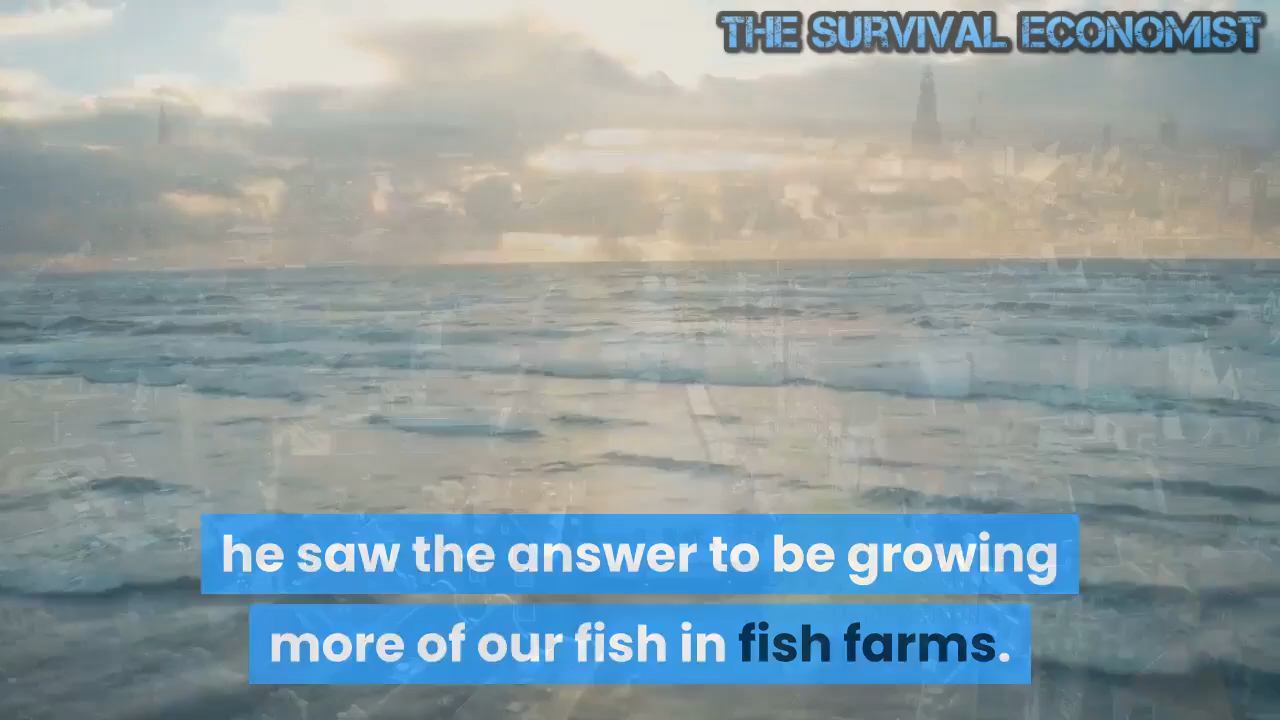 THE SURVIVAL ECONOMIST
he saw the answer to be growing
more of our fish in fish farms.